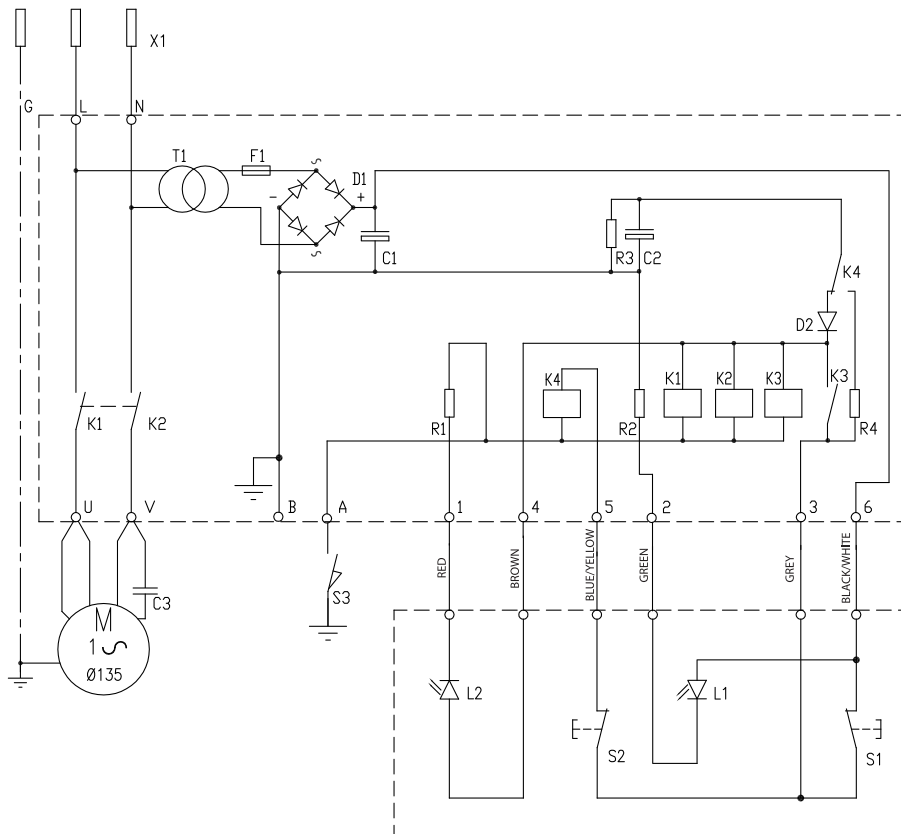 X1
G
L
N
T1
F1
~
D1
-
+
~
C1
R3
C2
K4
D2
K4
K1
K2
K3
K3
R1
R2
R4
K1
K2
U
V
B
A
1
4
5
2
3
6
RED
BROWN
BLUE/YELLOW
GREEN
GREY
BLACK/WHITE
C3
S3
M
1~
Ø135
L2
L1
S2
S1